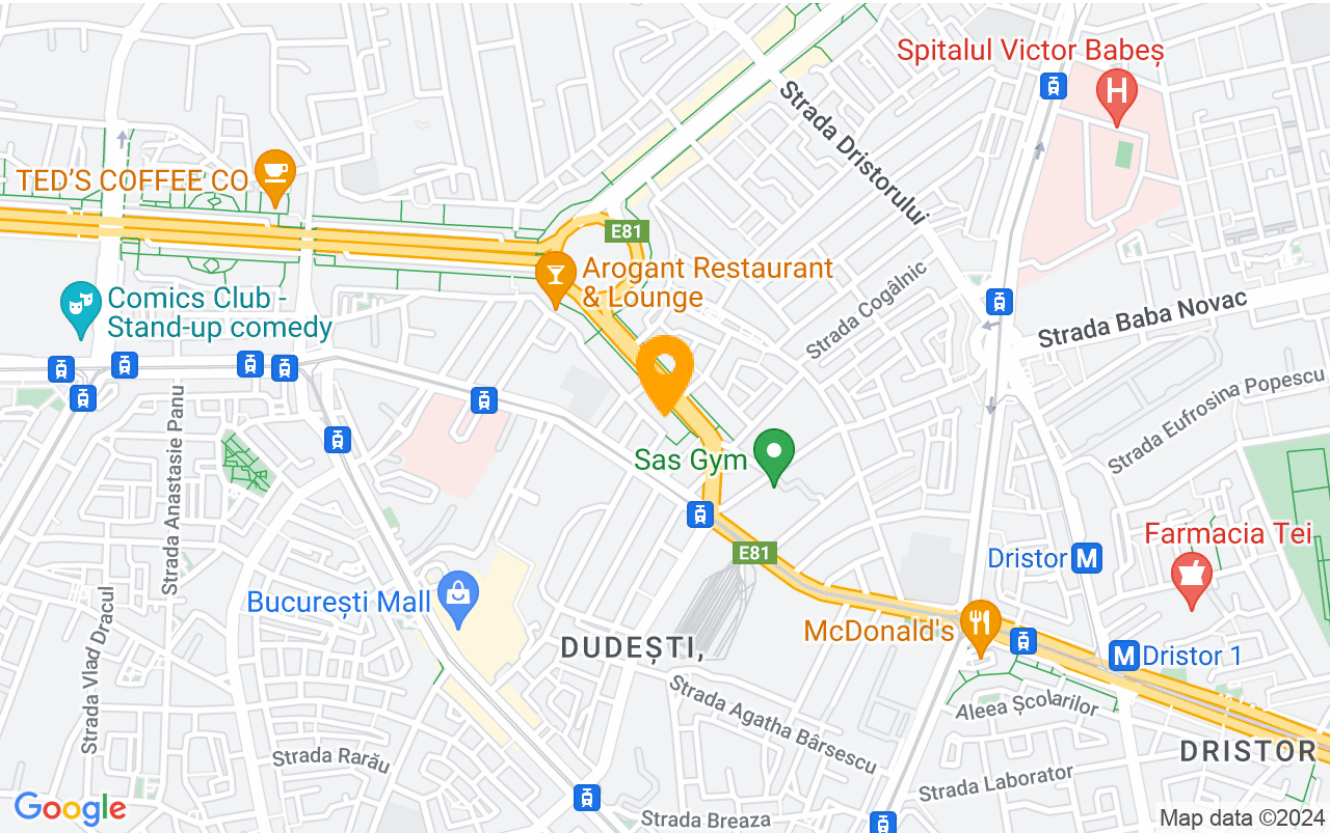 Spitalul Victor Babeș
H
Strada Dristorului
TED'S COFFEE CO
E81
Arogant Restaurant
& Lounge
Strada Cogâlnic
Comics Club -
Stand-up comedy
Strada Baba Novac
Strada Eufrosina Popescu
Strada Anastasie Panu
Sas Gym
Farmacia Tei
E81
Dristor M
București Mall
Strada Vlad Dracul
McDonald's
DUDEȘTI,
M Dristor 1
Strada Agatha Bârsescu
Aleea Școlarilor
DRISTOR
Strada Rarău
Strada Laborator
Google
Strada Breaza
Map data ©2024